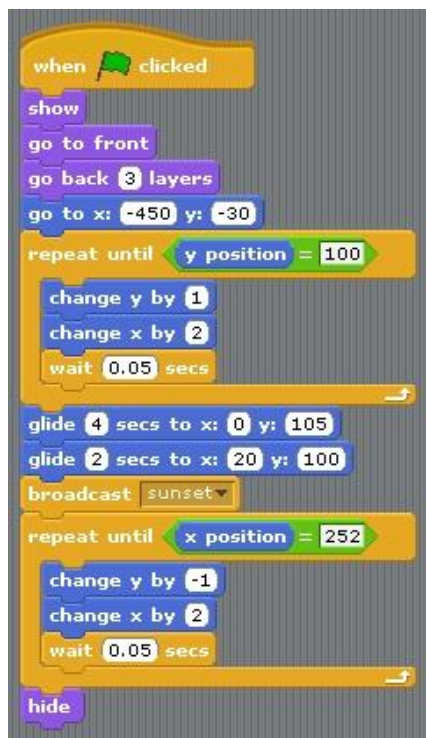 when clicked
show
go to front
go back 3 layers
go to x: -450 y: -30
repeat until y position = 100
change y by 1
change x by 2
wait 0.05 secs
glide 4 secs to x: 0 y: 105
glide 2 secs to x: 20 y: 100
broadcast sunset
repeat until x position = 252
change y by -1
change x by 2
wait 0.05 secs
hide